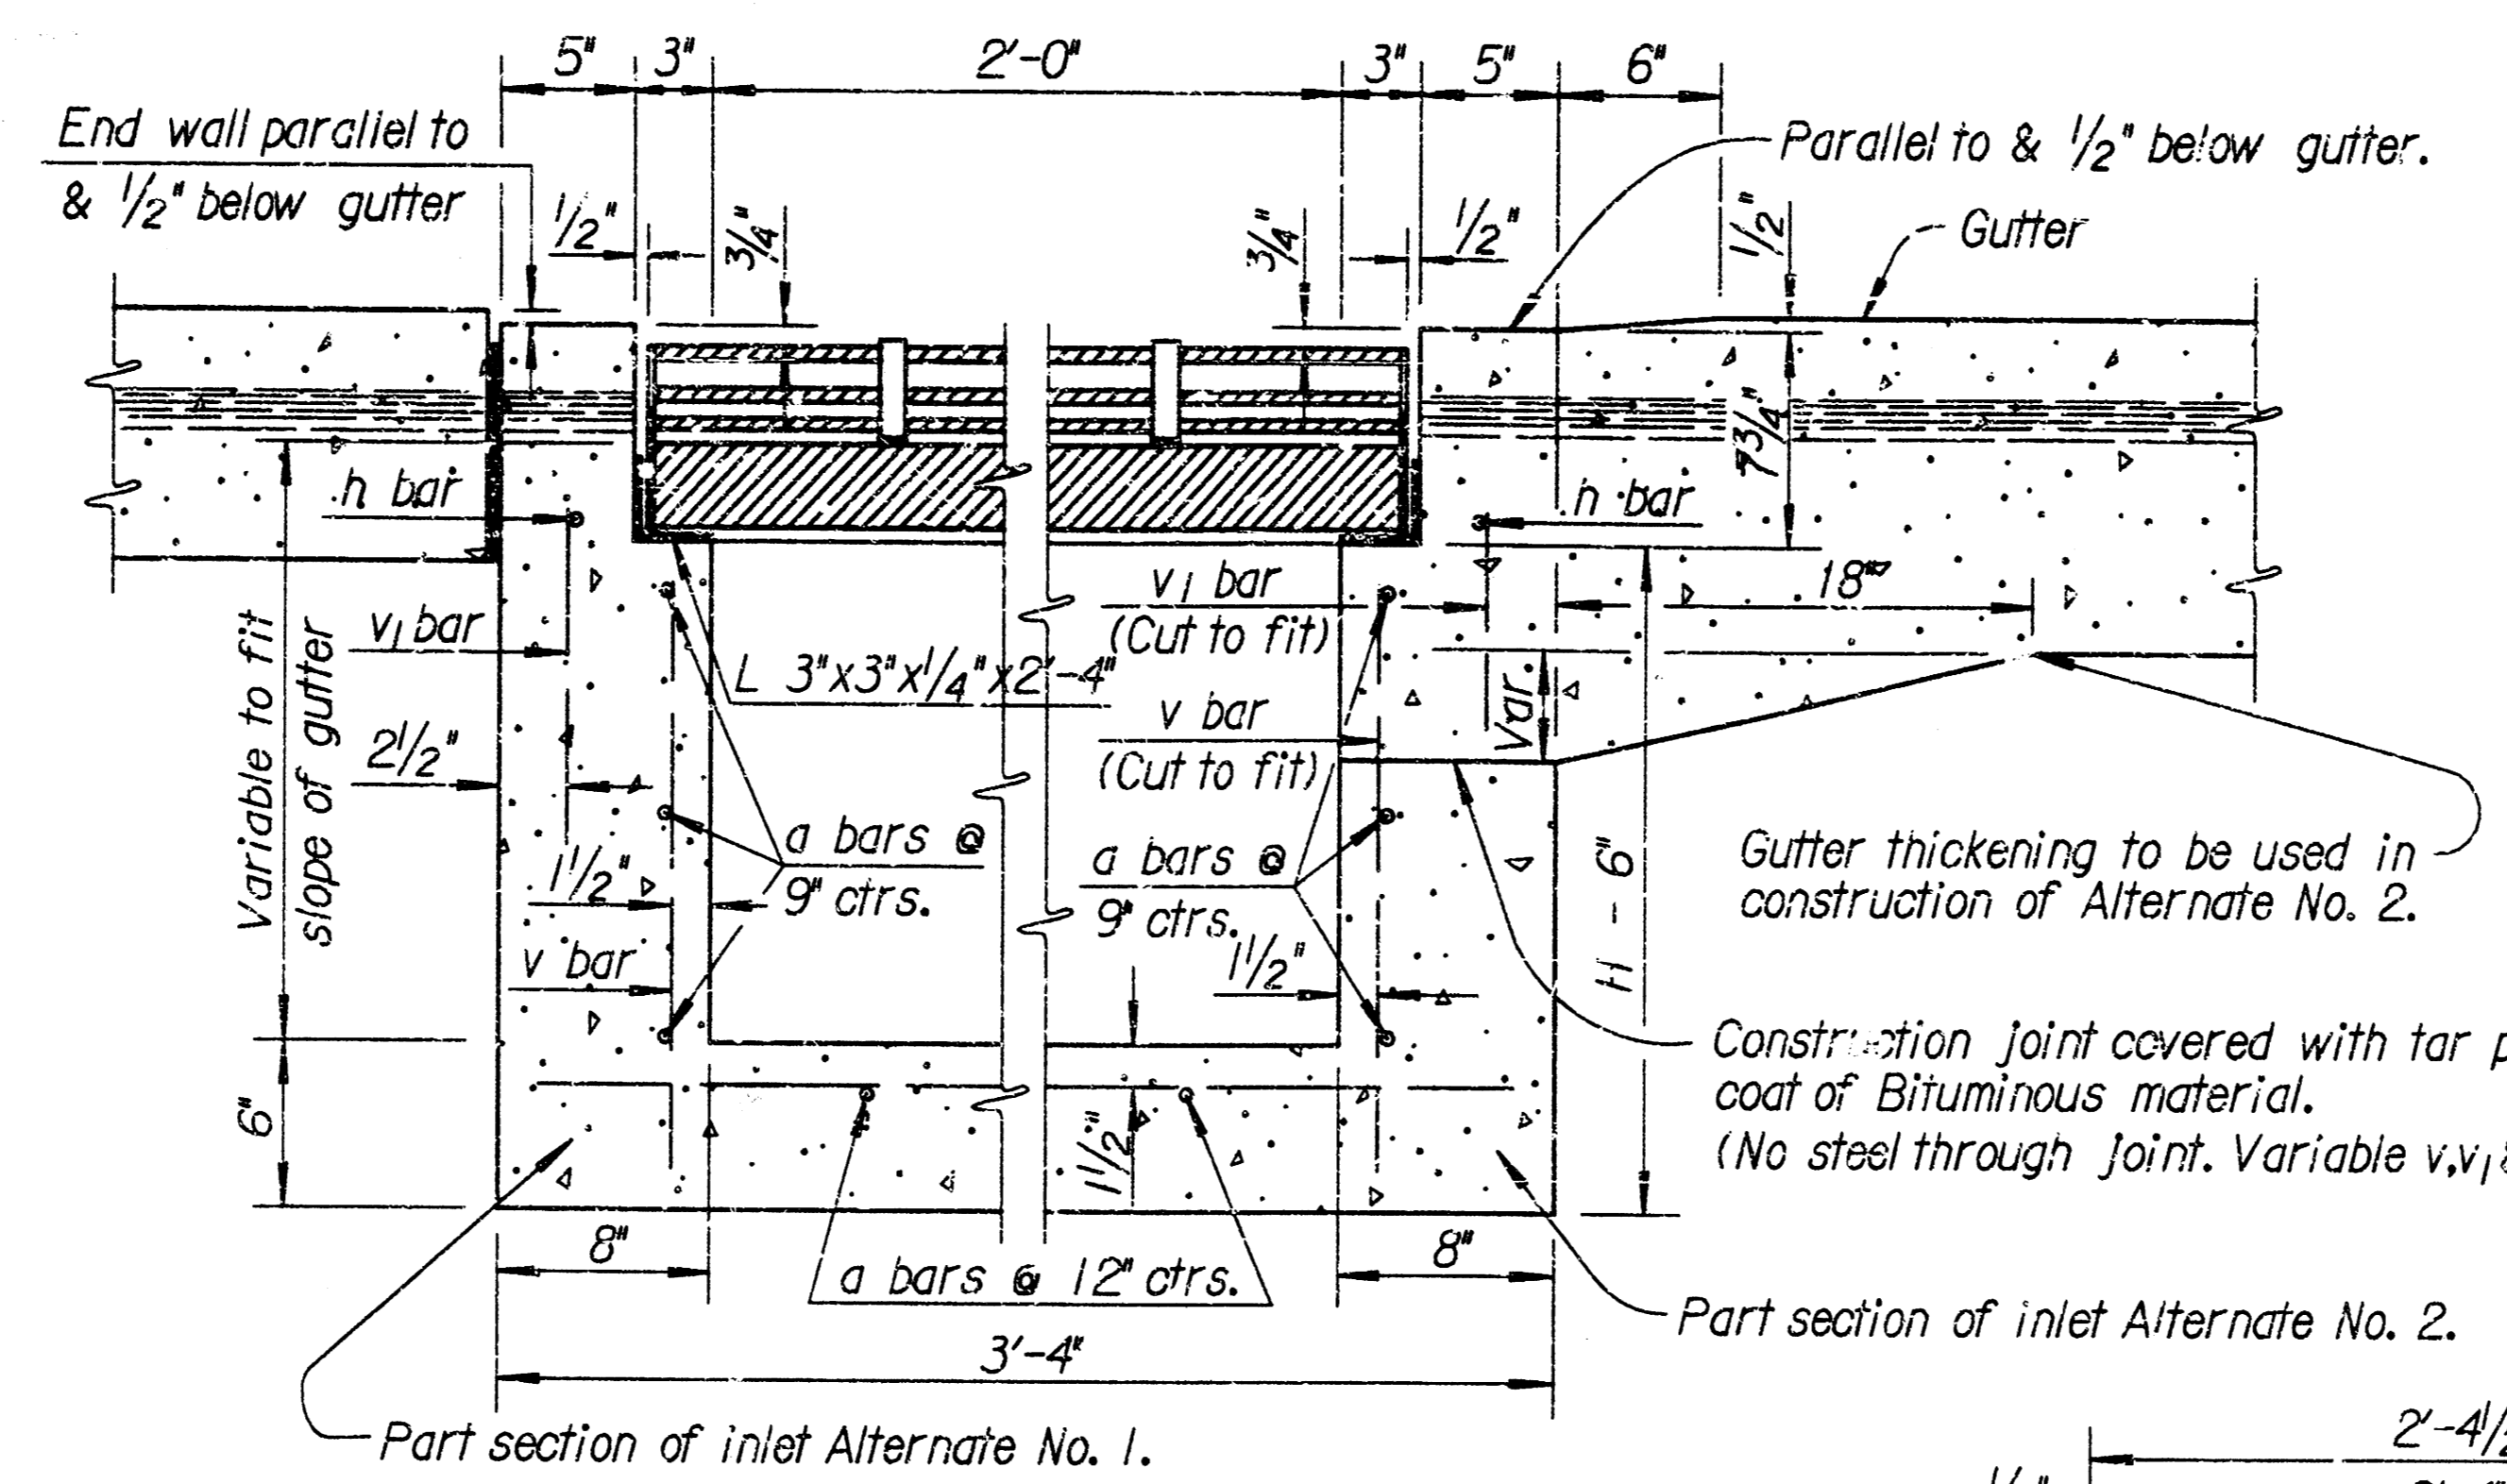 5" 3" 2'-0" 3" 5" 6"
End wall parallel to
& 1/2" below gutter
Parallel to & 1/2" below gutter.
1/2" 3/4" 3/4" 1/2" 1/2"
Gutter
7 3/4"
h bar
h bar
18"
v1 bar
v1 bar
(Cut to fit)
L 3"x3"x1/4"x2'-4"
Variable to fit
slope of gutter
2 1/2"
v bar
(Cut to fit)
Var.
a bars @
9" ctrs.
a bars @
9" ctrs.
H - 6"
Gutter thickening to be used in
construction of Alternate No. 2.
1 1/2"
v bar
1 1/2"
Construction joint covered with tar
coat of Bituminous material.
(No steel through joint. Variable v,v1
6"
1 1/2"
8"
a bars @ 12" ctrs.
8"
Part section of inlet Alternate No. 2.
3'-4"
Part section of inlet Alternate No. 1.